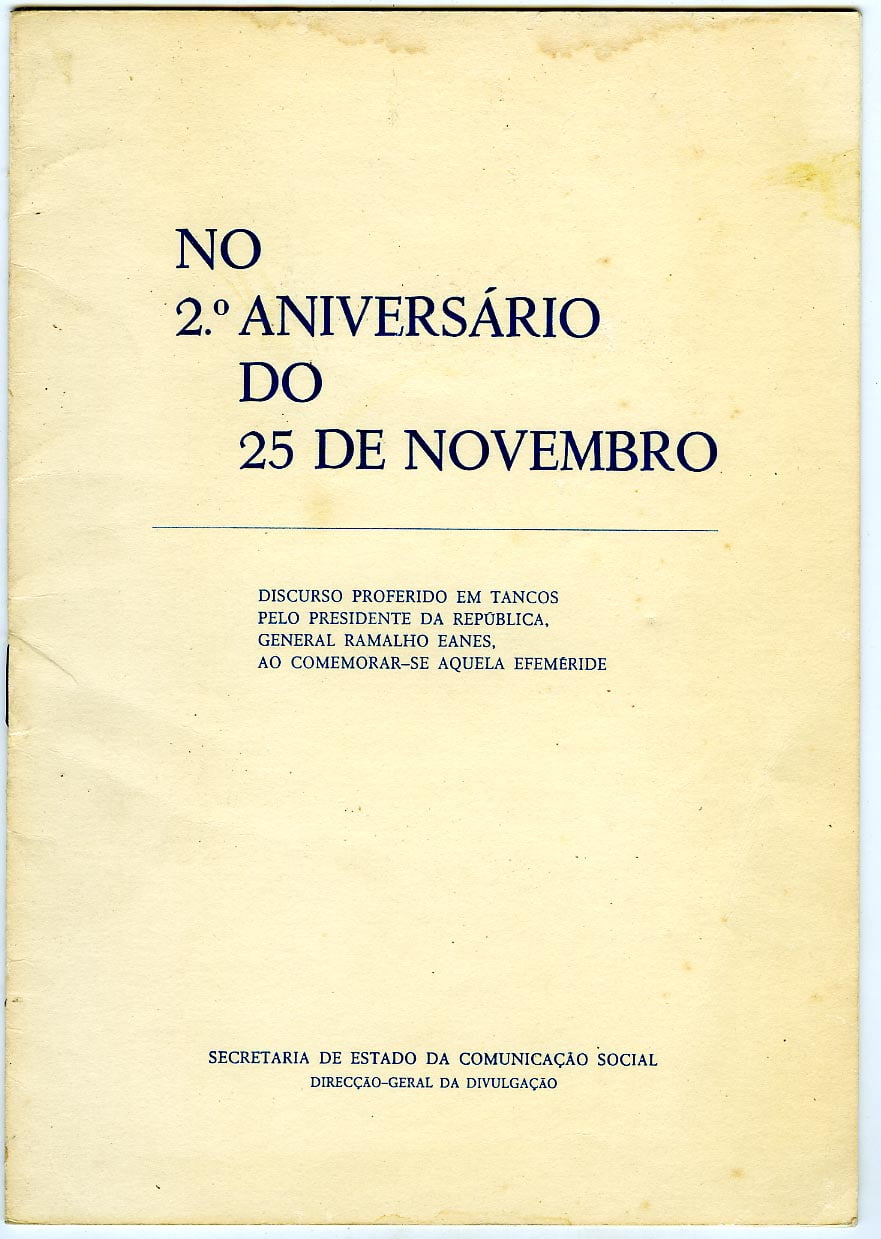 NO
2.º ANIVERSÁRIO
DO
25 DE NOVEMBRO
DISCURSO PROFERIDO EM TANCOS
PELO PRESIDENTE DA REPÚBLICA,
GENERAL RAMALHO EANES,
AO COMEMORAR-SE AQUELA EFEMÉRIDE
SECRETARIA DE ESTADO DA COMUNICAÇÃO SOCIAL
DIRECÇÃO-GERAL DA DIVULGAÇÃO